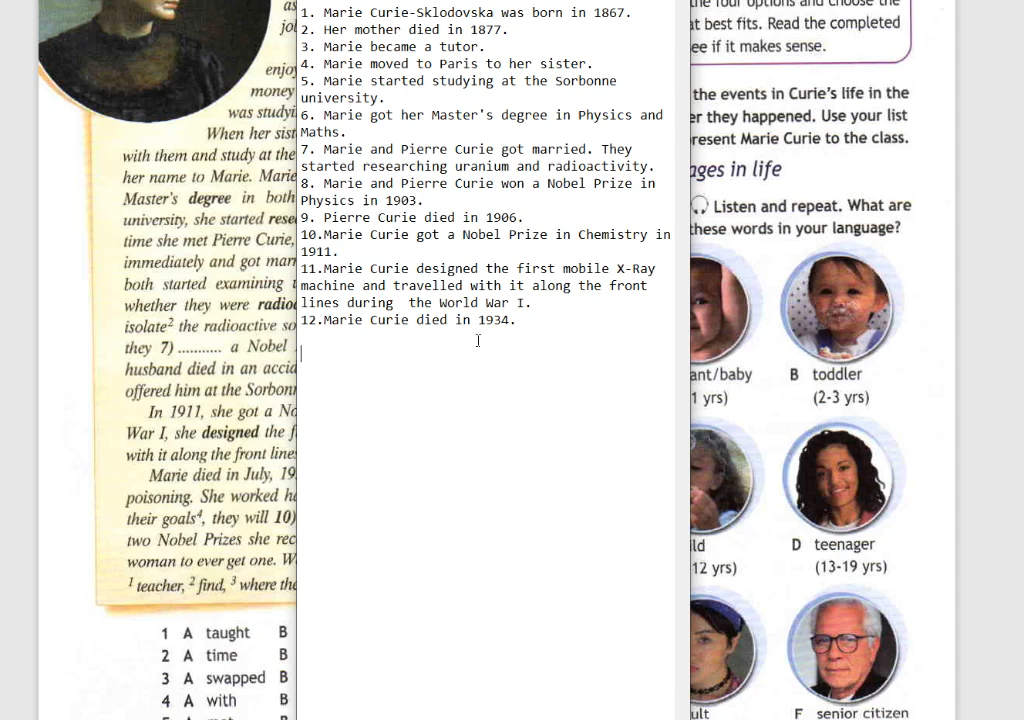 as
jo
enjoy
money
was studyi
When her sist
with them and study at the
her name to Marie. Marie
Master's degree in both
university, she started rese
time she met Pierre Curie,
immediately and got marr
both started examining t
whether they were radio
isolate² the radioactive so
they 7) ........... a Nobel
husband died in an accid
offered him at the Sorbonn
In 1911, she got a No
War I, she designed the f
with it along the front line
Marie died in July, 19
poisoning. She worked h
their goals⁴, they will 10)
two Nobel Prizes she rec
woman to ever get one. W
¹ teacher, ² find, ³ where the
1 A taught B
2 A time B
3 A swapped B
4 A with B
1. Marie Curie-Sklodovska was born in 1867.
2. Her mother died in 1877.
3. Marie became a tutor.
4. Marie moved to Paris to her sister.
5. Marie started studying at the Sorbonne
university.
6. Marie got her Master's degree in Physics and
Maths.
7. Marie and Pierre Curie got married. They
started researching uranium and radioactivity.
8. Marie and Pierre Curie won a Nobel Prize in
Physics in 1903.
9. Pierre Curie died in 1906.
10.Marie Curie got a Nobel Prize in Chemistry in
1911.
11.Marie Curie designed the first mobile X-Ray
machine and travelled with it along the front
lines during the World War I.
12.Marie Curie died in 1934.
the four options and choose the
at best fits. Read the completed
ee if it makes sense.
the events in Curie's life in the
er they happened. Use your list
resent Marie Curie to the class.
ages in life
Listen and repeat. What are
these words in your language?
ant/baby
1 yrs)
B toddler
(2-3 yrs)
ild
12 yrs)
D teenager
(13-19 yrs)
ult
F senior citizen